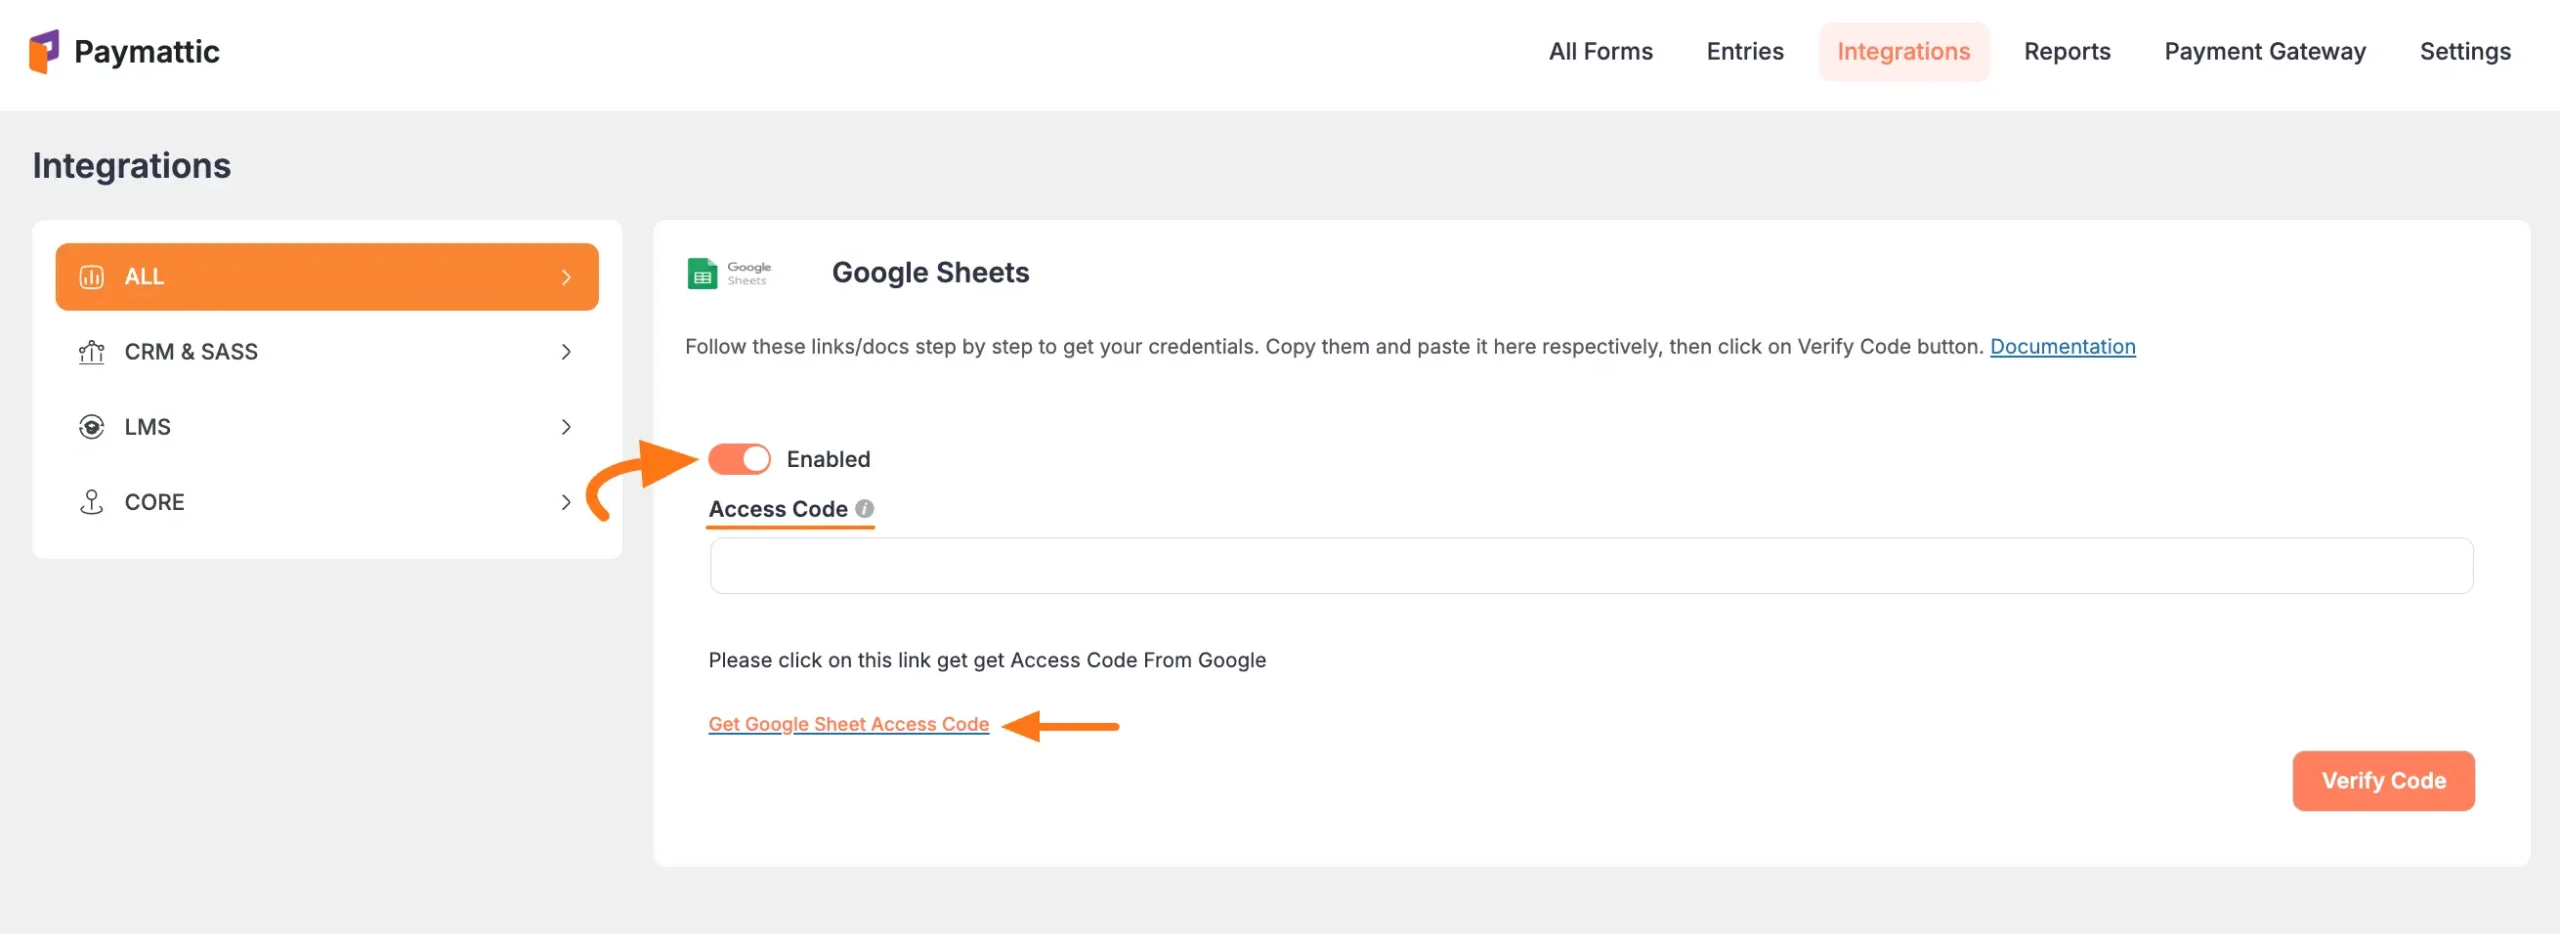 Paymattic
All Forms
Entries
Integrations
Reports
Payment Gateway
Settings
Integrations
ALL
CRM & SASS
LMS
CORE
Google
Sheets
Google Sheets
Follow these links/docs step by step to get your credentials. Copy them and paste it here respectively, then click on Verify Code button. Documentation
Enabled
Access Code
Please click on this link get get Access Code From Google
Get Google Sheet Access Code
Verify Code